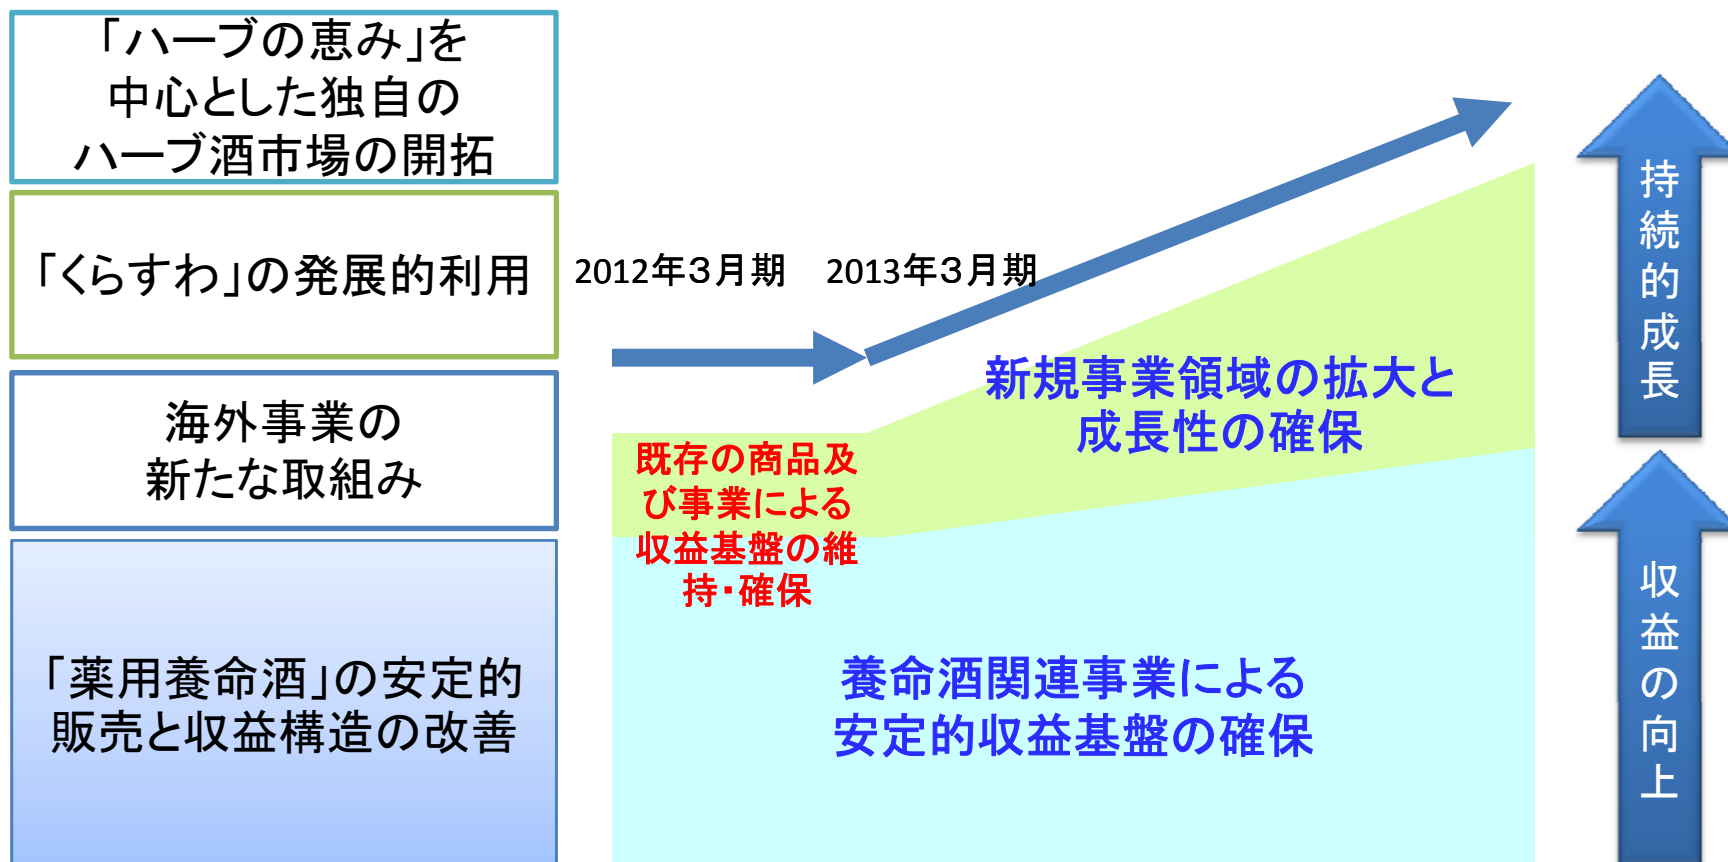 「ハーブの恵み」を
中心とした独自の
ハーブ酒市場の開拓
「くらすわ」の発展的利用
海外事業の
新たな取組み
「薬用養命酒」の安定的
販売と収益構造の改善
2012年３月期
2013年３月期
新規事業領域の拡大と
成長性の確保
既存の商品及
び事業による
収益基盤の維
持・確保
養命酒関連事業による
安定的収益基盤の確保
持続的成長
収益の向上